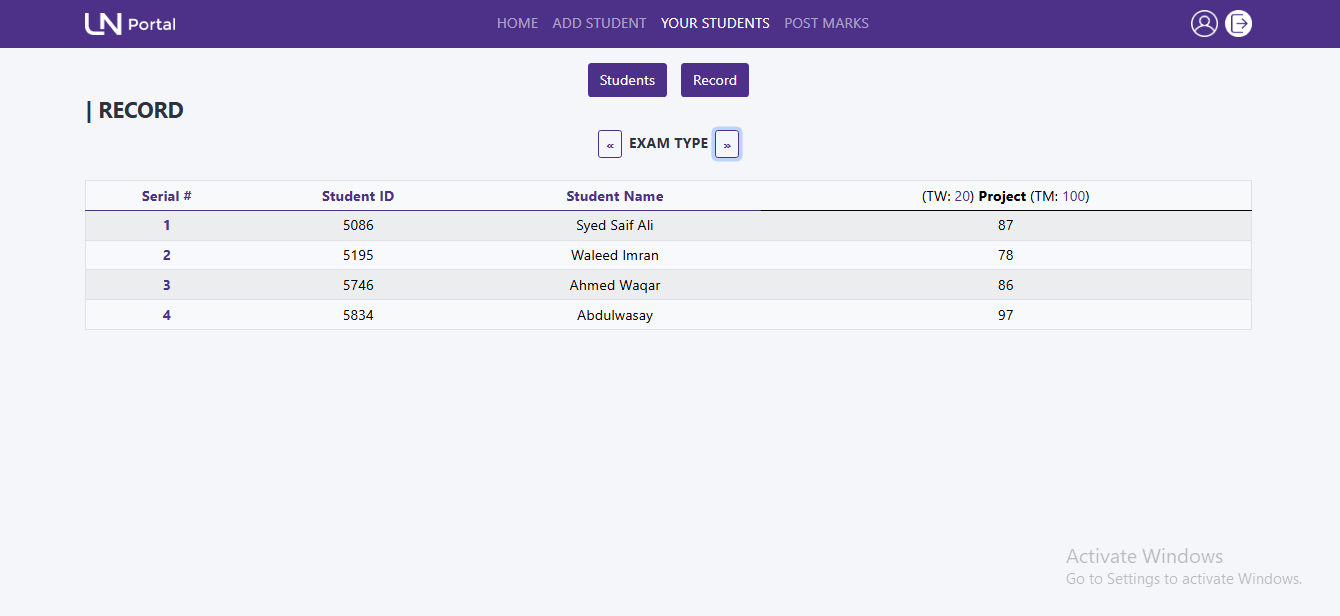 LN Portal HOME ADD STUDENT YOUR STUDENTS POST MARKS
Students Record
| RECORD
« EXAM TYPE »
Serial # Student ID Student Name (TW: 20) Project (TM: 100)
1 5086 Syed Saif Ali 87
2 5195 Waleed Imran 78
3 5746 Ahmed Waqar 86
4 5834 Abdulwasay 97
Activate Windows
Go to Settings to activate Windows.